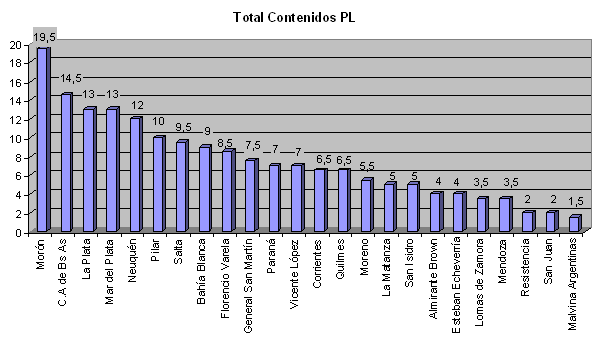 Total Contenidos PL
20
18
16
14
12
10
8
6
4
2
0
19,5
14,5
13
13
12
10
9,5
9
8,5
7,5
7
7
6,5
6,5
5,5
5
5
4
4
3,5
3,5
2
2
1,5
Morón
C.A de Bs As
La Plata
Mar del Plata
Neuquén
Pilar
Salta
Bahía Blanca
Florencio Varela
General San Martín
Paraná
Vicente López
Corrientes
Quilmes
Moreno
La Matanza
San Isidro
Almirante Brown
Esteban Echeverría
Lomas de Zamora
Mendoza
Resistencia
San Juan
Malvina Argentinas